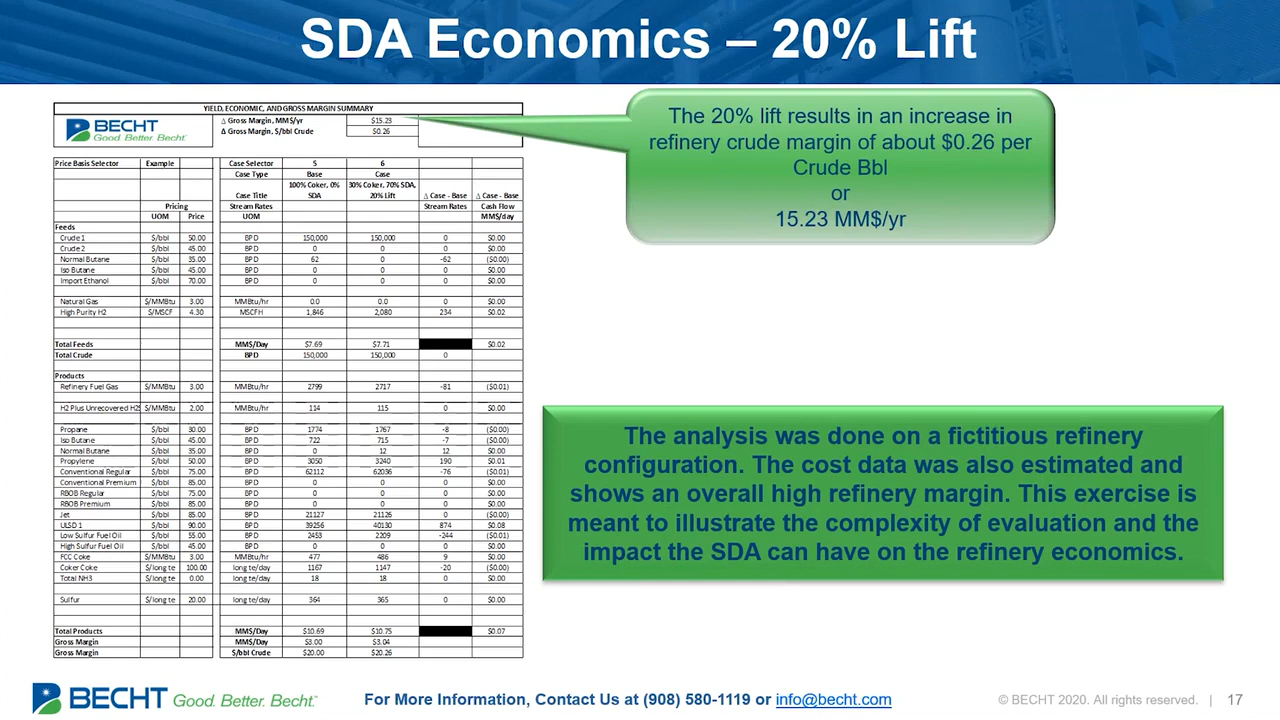 SDA Economics – 20% Lift
YIELD, ECONOMIC, AND GROSS MARGIN SUMMARY
BECHT
Good. Better. Becht.
Δ Gross Margin, MM$/yr $15.23
Δ Gross Margin, $/bbl Crude $0.26
Price Basis Selector Example Case Selector 5 6
Case Type Base Case
100% Coker, 0% 30% Coker, 70% SDA,
Case Title SDA 20% Lift Δ Case - Base Δ Case - Base
Pricing Stream Rates Stream Rates Cash Flow
UOM Price UOM MM$/day
Feeds
Crude 1 $/bbl 50.00 BPD 150,000 150,000 0 $0.00
Crude 2 $/bbl 45.00 BPD 0 0 0 $0.00
Normal Butane $/bbl 35.00 BPD 62 0 -62 ($0.00)
Iso Butane $/bbl 45.00 BPD 0 0 0 $0.00
Import Ethanol $/bbl 70.00 BPD 0 0 0 $0.00
Natural Gas $/MMBtu 3.00 MMBtu/hr 0.0 0.0 0 $0.00
High Purity H2 $/MSCF 4.30 MSCFH 1,846 2,080 234 $0.02
Total Feeds MM$/Day $7.69 $7.71 $0.02
Total Crude BPD 150,000 150,000 0
Products
Refinery Fuel Gas $/MMBtu 3.00 MMBtu/hr 2799 2717 -81 ($0.01)
H2 Plus Unrecovered H2S $/MMBtu 2.00 MMBtu/hr 114 115 0 $0.00
Propane $/bbl 30.00 BPD 1774 1767 -8 ($0.00)
Iso Butane $/bbl 45.00 BPD 722 715 -7 ($0.00)
Normal Butane $/bbl 35.00 BPD 0 12 12 $0.00
Propylene $/bbl 50.00 BPD 3050 3240 190 $0.01
Conventional Regular $/bbl 75.00 BPD 62112 62036 -76 ($0.01)
Conventional Premium $/bbl 85.00 BPD 0 0 0 $0.00
RBOB Regular $/bbl 75.00 BPD 0 0 0 $0.00
RBOB Premium $/bbl 85.00 BPD 0 0 0 $0.00
Jet $/bbl 85.00 BPD 21127 21126 0 ($0.00)
ULSD 1 $/bbl 90.00 BPD 39256 40130 874 $0.08
Low Sulfur Fuel Oil $/bbl 55.00 BPD 2453 2209 -244 ($0.01)
High Sulfur Fuel Oil $/bbl 45.00 BPD 0 0 0 $0.00
FCC Coke $/MMBtu 3.00 MMBtu/hr 477 486 9 $0.00
Coker Coke $/long te 100.00 long te/day 1167 1147 -20 ($0.00)
Total NH3 $/long te 0.00 long te/day 18 18 0 $0.00
Sulfur $/long te 20.00 long te/day 364 365 0 $0.00
Total Products MM$/Day $10.69 $10.75 $0.07
Gross Margin MM$/Day $3.00 $3.04
Gross Margin $/bbl Crude $20.00 $20.26
The 20% lift results in an increase in
refinery crude margin of about $0.26 per
Crude Bbl
or
15.23 MM$/yr
The analysis was done on a fictitious refinery
configuration. The cost data was also estimated and
shows an overall high refinery margin. This exercise is
meant to illustrate the complexity of evaluation and the
impact the SDA can have on the refinery economics.
BECHT Good. Better. Becht.
For More Information, Contact Us at (908) 580-1119 or info@becht.com
© BECHT 2020. All rights reserved. | 17